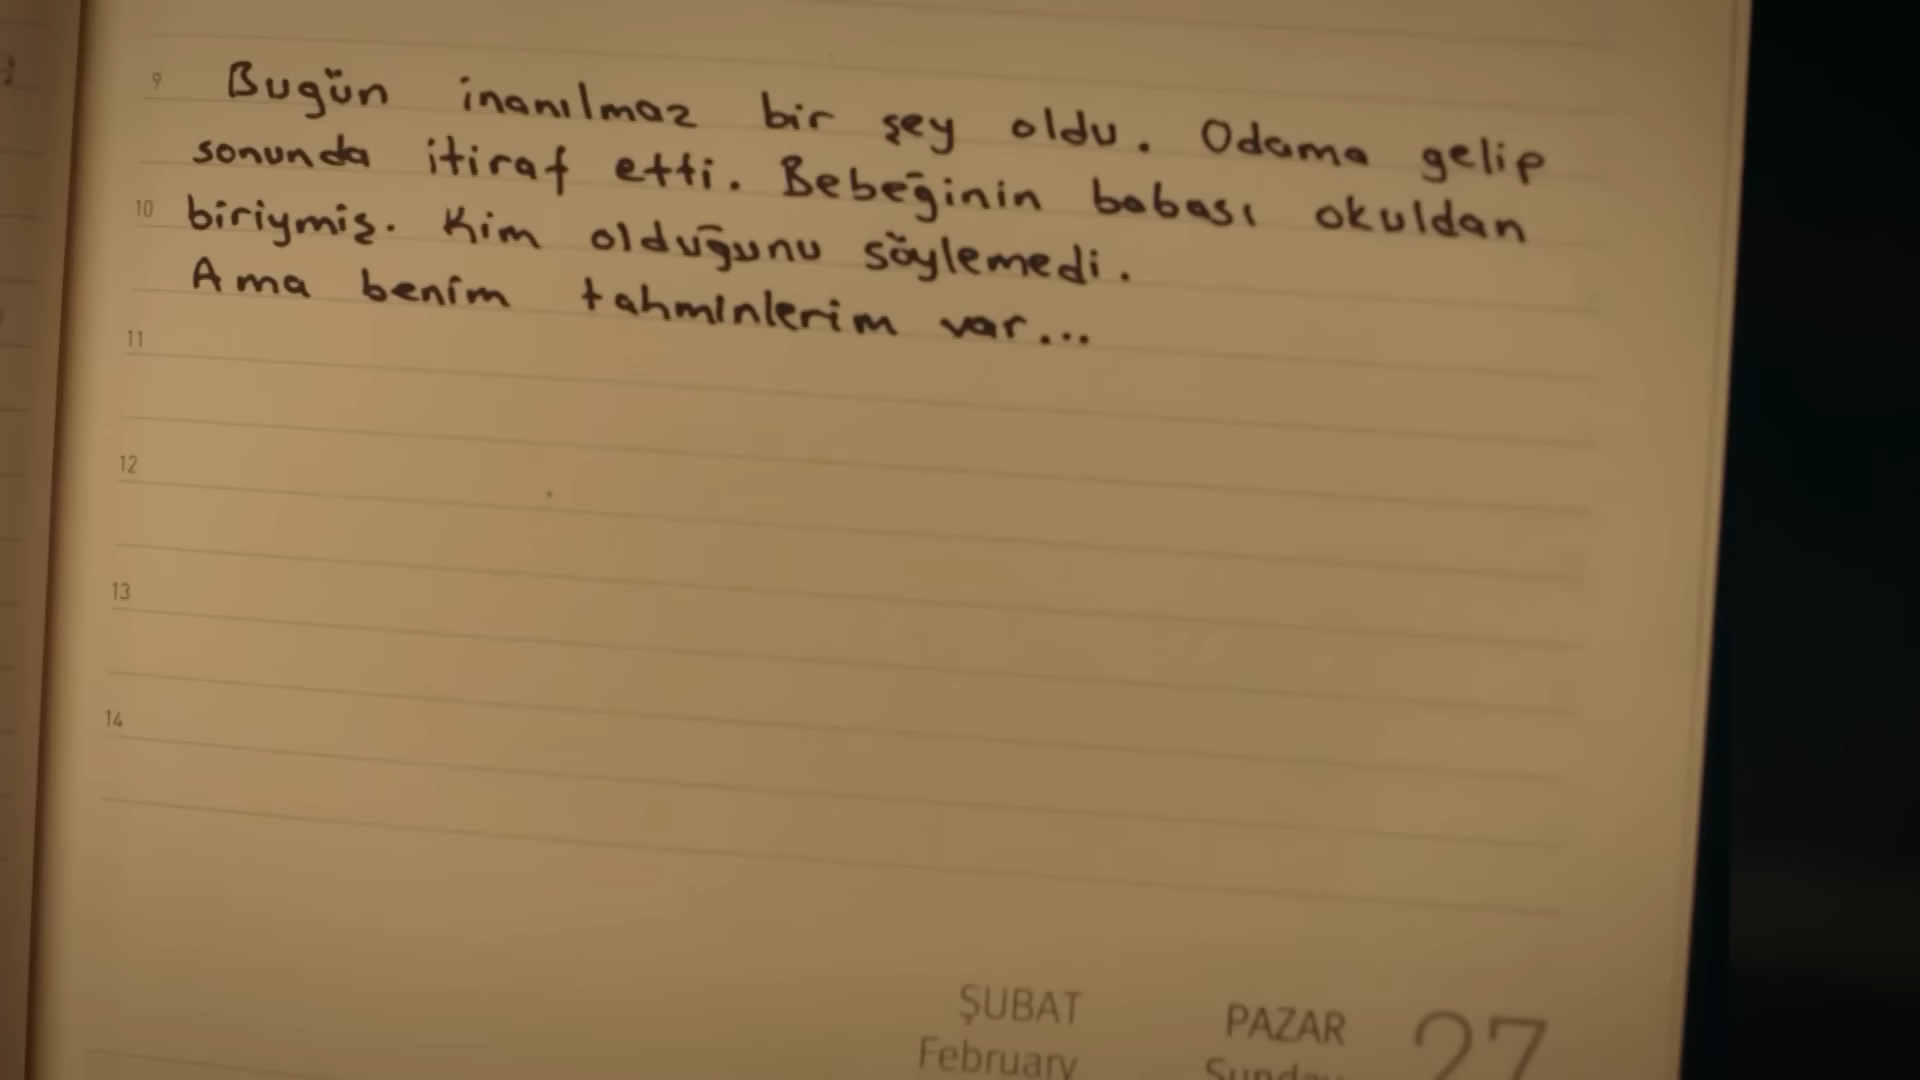 9 Bugün inanılmaz bir şey oldu. Odama gelip
sonunda itiraf etti. Bebeğinin babası okuldan
10 biriymiş. Kim olduğunu söylemedi.
Ama benim tahminlerim var...
11
12
13
14
ŞUBAT PAZAR 27
February Sunday